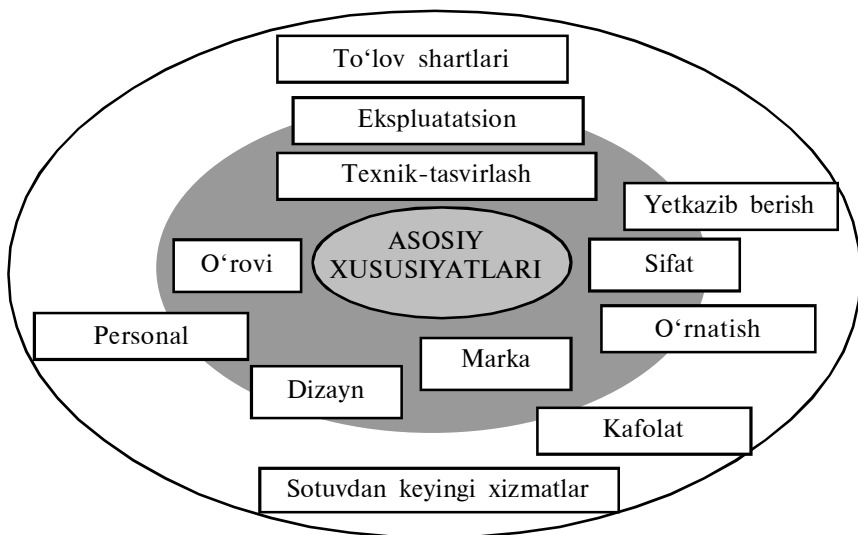 To‘lov shartlari
Ekspluatatsion
Texnik-tasvirlash
Yetkazib berish
ASOSIY
XUSUSIYATLARI
O‘rovi
Sifat
Personal
O‘rnatish
Marka
Dizayn
Kafolat
Sotuvdan keyingi xizmatlar